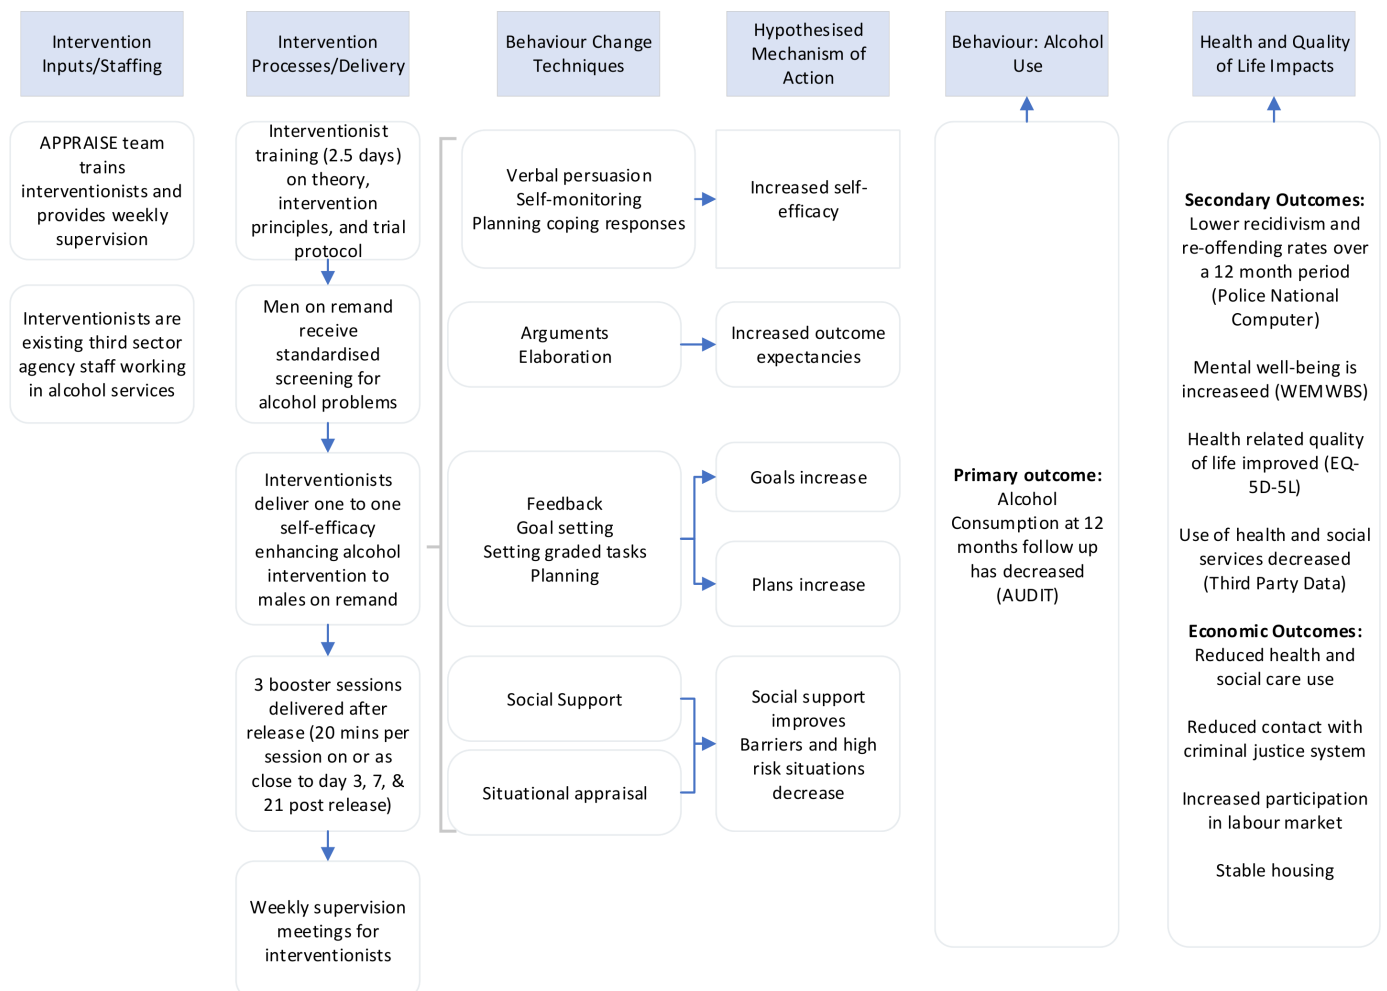 Intervention
Inputs/Staffing
Intervention
Processes/Delivery
Behaviour Change
Techniques
Hypothesised
Mechanism of
Action
Behaviour: Alcohol
Use
Health and Quality
of Life Impacts
APPRAISE team
trains
interventionists and
provides weekly
supervision
Interventionists are
existing third sector
agency staff working
in alcohol services
Interventionist
training (2.5 days)
on theory,
intervention
principles, and trial
protocol
Men on remand
receive
standardised
screening for
alcohol problems
Interventionists
deliver one to one
self-efficacy
enhancing alcohol
intervention to
males on remand
3 booster sessions
delivered after
release (20 mins per
session on or as
close to day 3, 7, &
21 post release)
Weekly supervision
meetings for
interventionists
Verbal persuasion
Self-monitoring
Planning coping responses
Arguments
Elaboration
Feedback
Goal setting
Setting graded tasks
Planning
Social Support
Situational appraisal
Increased self-
efficacy
Increased outcome
expectancies
Goals increase
Plans increase
Social support
improves
Barriers and high
risk situations
decrease
Primary outcome:
Alcohol
Consumption at 12
months follow up
has decreased
(AUDIT)
Secondary Outcomes:
Lower recidivism and
re-offending rates over
a 12 month period
(Police National
Computer)
Mental well-being is
increaseed (WEMWBS)
Health related quality
of life improved (EQ-
5D-5L)
Use of health and social
services decreased
(Third Party Data)
Economic Outcomes:
Reduced health and
social care use
Reduced contact with
criminal justice system
Increased participation
in labour market
Stable housing